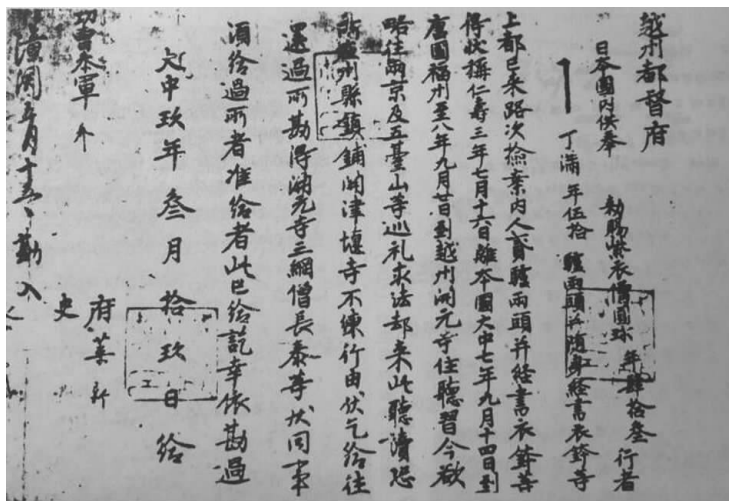 越州都督府
日本國内供奉 勅賜紫衣僧圓珎 年肆拾叁 行者
丁滿年伍拾 驢兩頭并随身經書衣鉢等
上都已來路次撿案内人貳驢兩頭并經書衣鉢等
得狀稱仁壽三年七月十六日離夲國大中七年九月十四日到
唐國福州至八年九月廿日到越州開元寺住聽習今欲
略往兩京及五臺山等巡礼求法却来此聽讀恐
所在州縣鎮鋪關津堰寺不練行由伏乞給往
還過所勘得開元寺三綱僧長泰等狀同事
須給過所者准給者此已給訖幸依勘過
大中玖年叁月拾玖日給
府葉新
功曹參軍
史
潼關五月十五日勘入